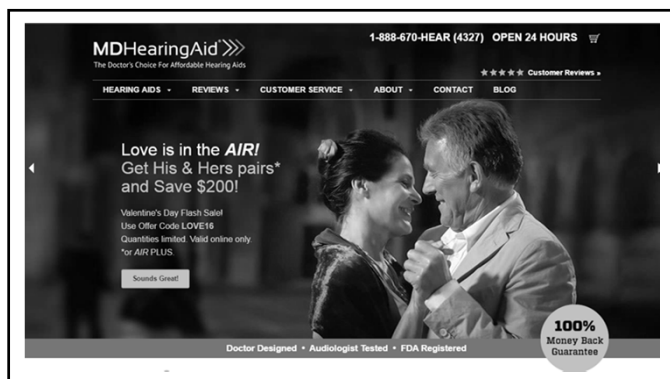 1-888-670-HEAR (4327) OPEN 24 HOURS
MDHearingAid®
The Doctor's Choice For Affordable Hearing Aids
Customer Reviews »
HEARING AIDS REVIEWS CUSTOMER SERVICE ABOUT CONTACT BLOG
Love is in the AIR!
Get His & Hers pairs*
and Save $200!
Valentine's Day Flash Sale!
Use Offer Code LOVE16
Quantities limited. Valid online only.
*or AIR PLUS.
Sounds Great!
100%
Money Back
Guarantee
Doctor Designed • Audiologist Tested • FDA Registered